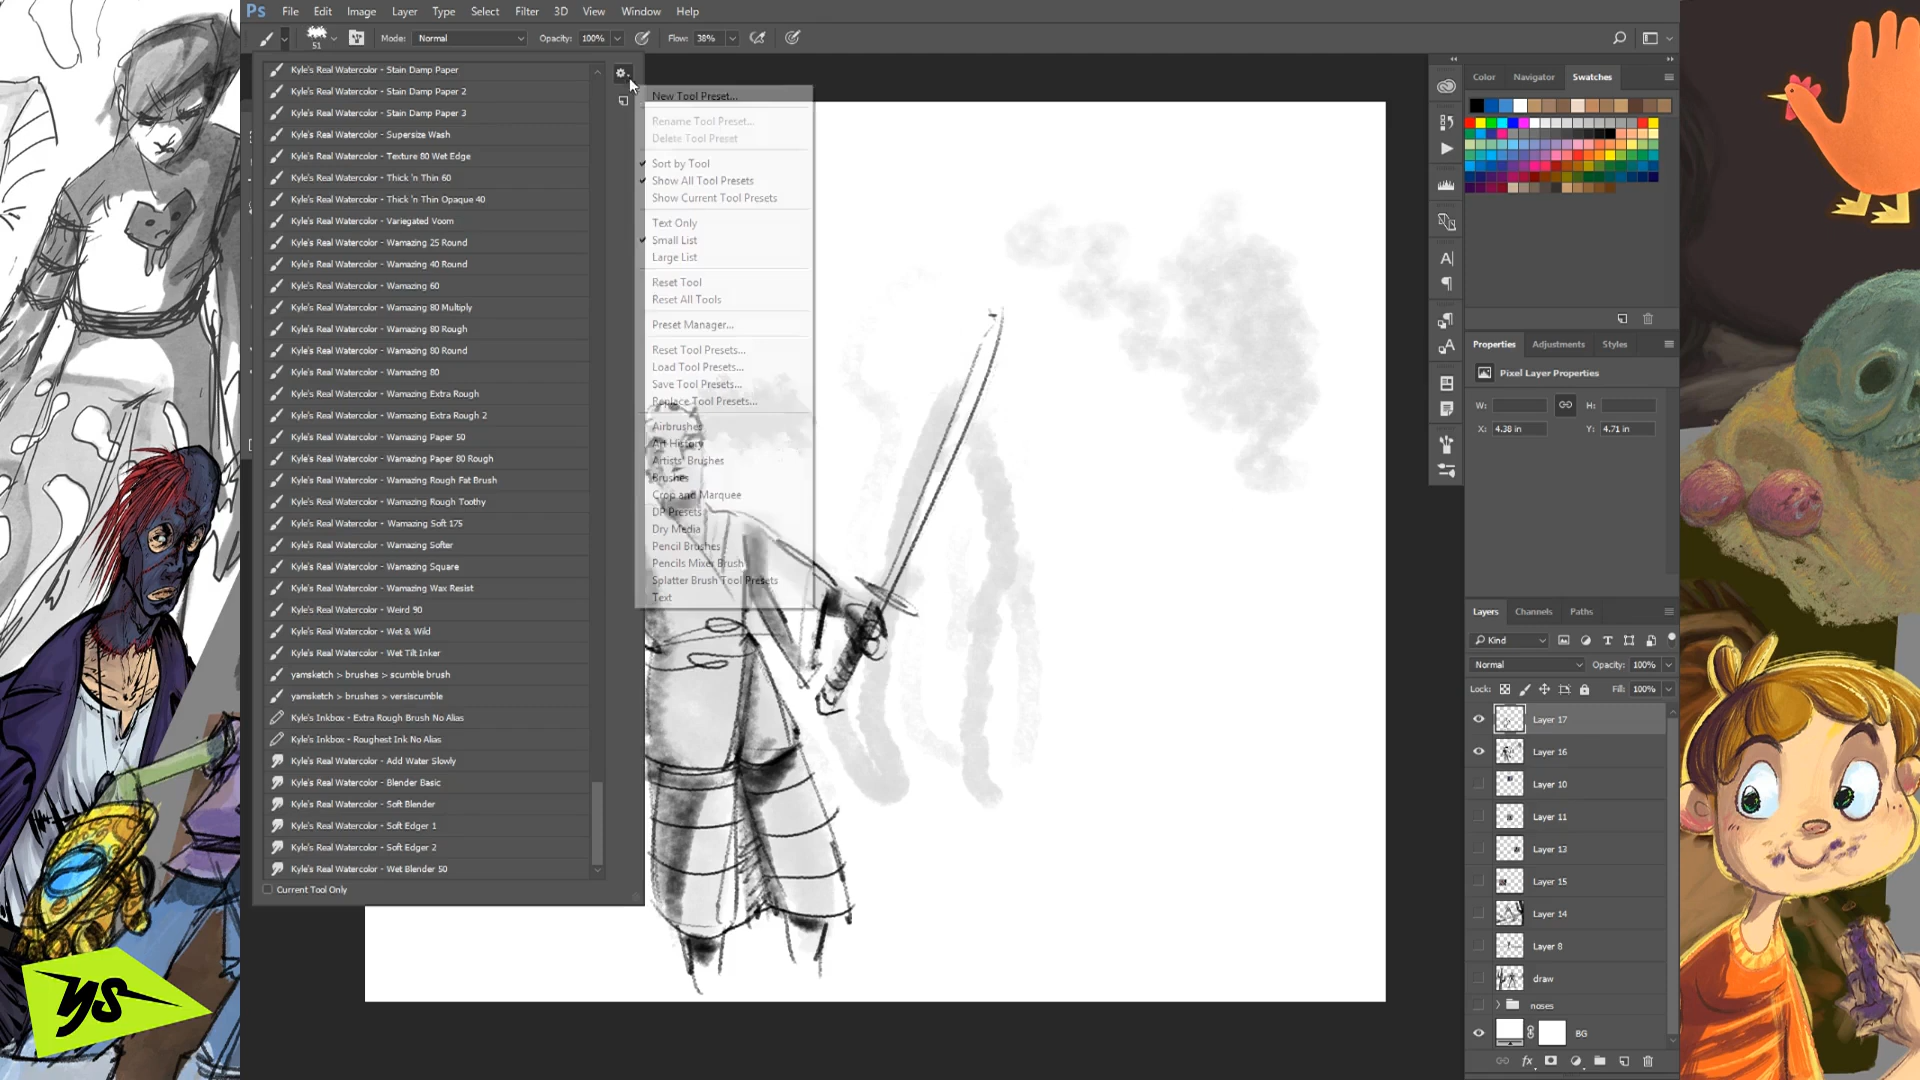 Ps File Edit Image Layer Type Select Filter 3D View Window Help
51 Mode: Normal Opacity: 100% Flow: 38%
Kyle's Real Watercolor - Stain Damp Paper
Kyle's Real Watercolor - Stain Damp Paper 2
Kyle's Real Watercolor - Stain Damp Paper 3
Kyle's Real Watercolor - Supersize Wash
Kyle's Real Watercolor - Texture 80 Wet Edge
Kyle's Real Watercolor - Thick 'n Thin 60
Kyle's Real Watercolor - Thick 'n Thin Opaque 40
Kyle's Real Watercolor - Variegated Voom
Kyle's Real Watercolor - Wamazing 25 Round
Kyle's Real Watercolor - Wamazing 40 Round
Kyle's Real Watercolor - Wamazing 60
Kyle's Real Watercolor - Wamazing 80 Multiply
Kyle's Real Watercolor - Wamazing 80 Rough
Kyle's Real Watercolor - Wamazing 80 Round
Kyle's Real Watercolor - Wamazing 80
Kyle's Real Watercolor - Wamazing Extra Rough
Kyle's Real Watercolor - Wamazing Extra Rough 2
Kyle's Real Watercolor - Wamazing Paper 50
Kyle's Real Watercolor - Wamazing Paper 80 Rough
Kyle's Real Watercolor - Wamazing Rough Fat Brush
Kyle's Real Watercolor - Wamazing Rough Toothy
Kyle's Real Watercolor - Wamazing Soft 175
Kyle's Real Watercolor - Wamazing Softer
Kyle's Real Watercolor - Wamazing Square
Kyle's Real Watercolor - Wamazing Wax Resist
Kyle's Real Watercolor - Weird 90
Kyle's Real Watercolor - Wet & Wild
Kyle's Real Watercolor - Wet Tilt Inker
yamsketch > brushes > scumble brush
yamsketch > brushes > versiscumble
Kyle's Inkbox - Extra Rough Brush No Alias
Kyle's Inkbox - Roughest Ink No Alias
Kyle's Real Watercolor - Add Water Slowly
Kyle's Real Watercolor - Blender Basic
Kyle's Real Watercolor - Soft Blender
Kyle's Real Watercolor - Soft Edger 1
Kyle's Real Watercolor - Soft Edger 2
Kyle's Real Watercolor - Wet Blender 50
Current Tool Only
New Tool Preset...
Rename Tool Preset...
Delete Tool Preset
Sort by Tool
Show All Tool Presets
Show Current Tool Presets
Text Only
Small List
Large List
Reset Tool
Reset All Tools
Preset Manager...
Reset Tool Presets...
Load Tool Presets...
Save Tool Presets...
Replace Tool Presets...
Airbrushes
Art History
Artists' Brushes
Brushes
Crop and Marquee
DP Presets
Dry Media
Pencil Brushes
Pencils Mixer Brush
Splatter Brush Tool Presets
Text
Color Navigator Swatches
Properties Adjustments Styles
Pixel Layer Properties
W: H:
X: 4.38 in Y: 4.71 in
Layers Channels Paths
Kind
Normal Opacity: 100%
Lock: Fill: 100%
Layer 17
Layer 16
Layer 10
Layer 11
Layer 13
Layer 15
Layer 14
Layer 8
draw
noses
BG
fx
YS